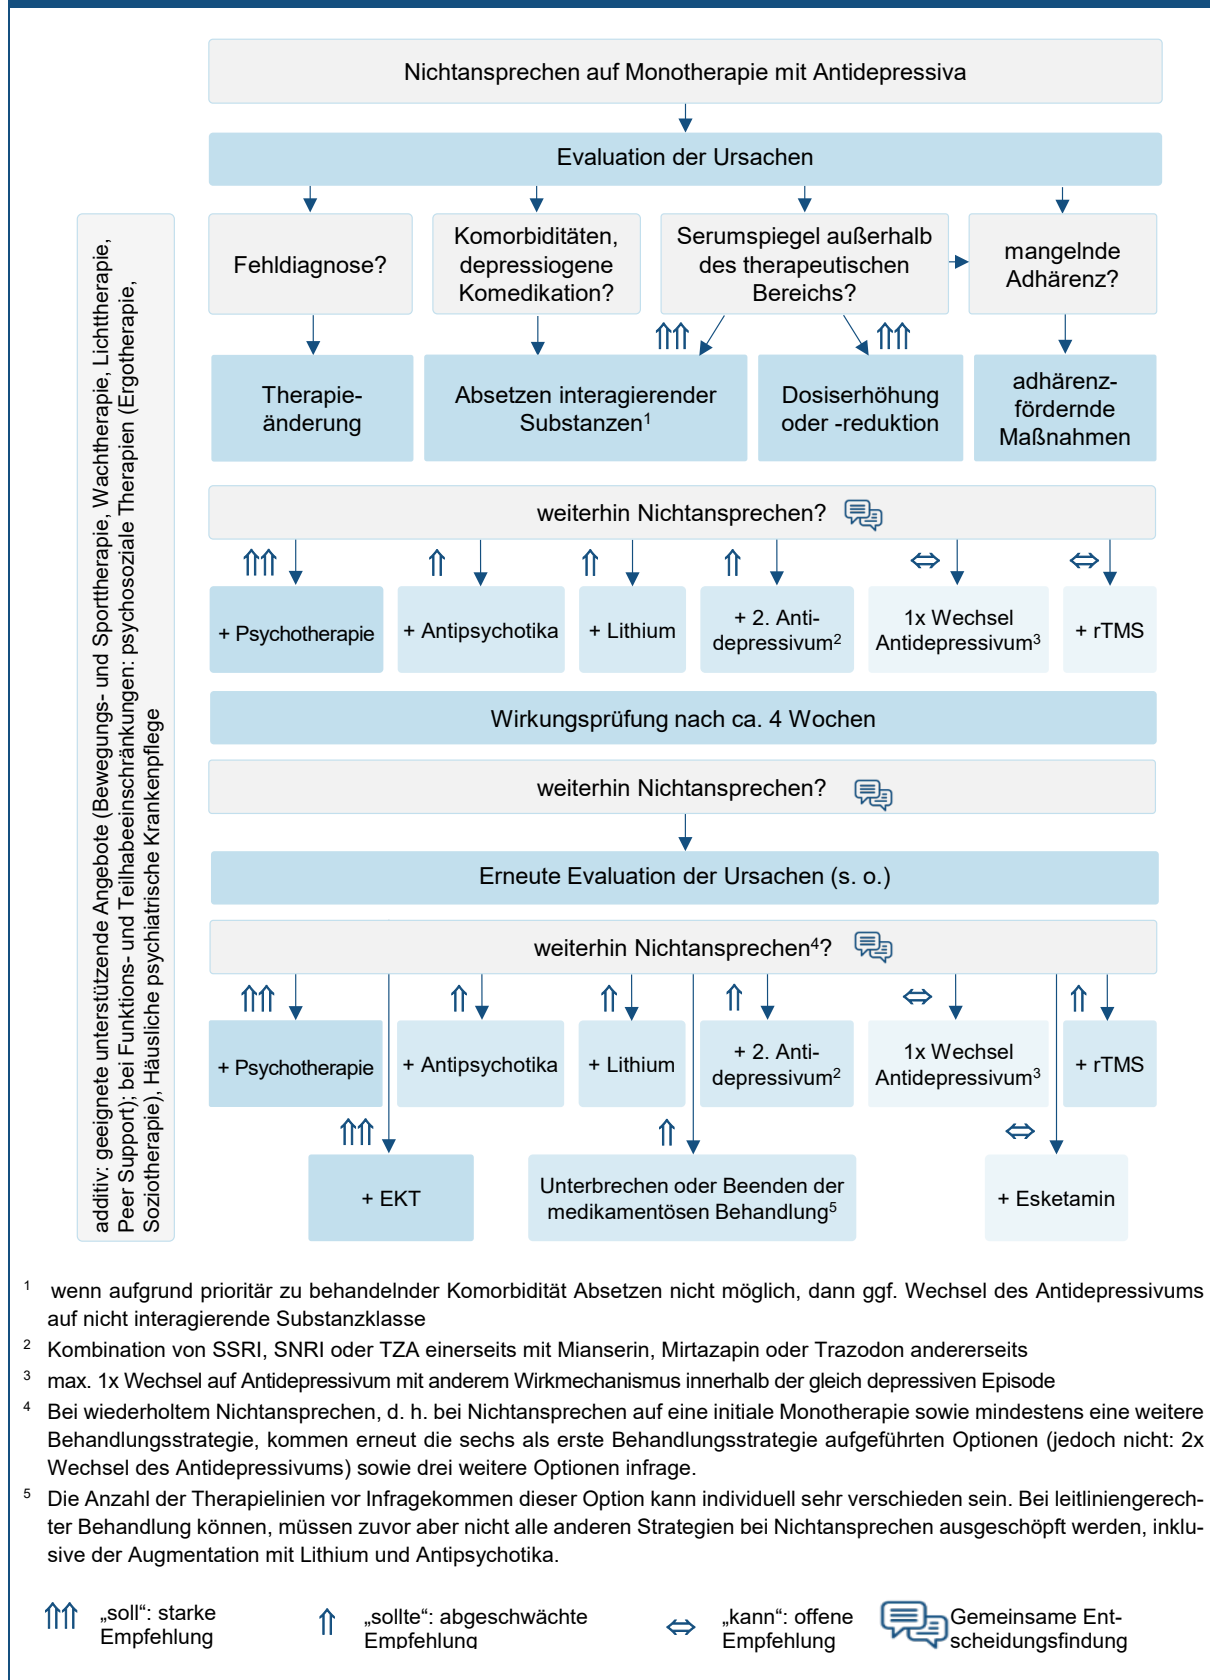 Nichtansprechen auf Monotherapie mit Antidepressiva
Evaluation der Ursachen
Fehldiagnose?
Komorbiditäten,
depressiogene
Komedikation?
Serumspiegel außerhalb
des therapeutischen
Bereichs?
mangelnde
Adhärenz?
⇑⇑
⇑⇑
Therapie-
änderung
Absetzen interagierender
Substanzen¹
Dosiserhöhung
oder -reduktion
adhärenz-
fördernde
Maßnahmen
weiterhin Nichtansprechen?
⇑⇑
⇑
⇑
⇑
⇔
⇔
+ Psychotherapie
+ Antipsychotika
+ Lithium
+ 2. Anti-
depressivum²
1x Wechsel
Antidepressivum³
+ rTMS
Wirkungsprüfung nach ca. 4 Wochen
weiterhin Nichtansprechen?
Erneute Evaluation der Ursachen (s. o.)
weiterhin Nichtansprechen⁴?
⇑⇑
⇑
⇑
⇑
⇔
⇑
+ Psychotherapie
+ Antipsychotika
+ Lithium
+ 2. Anti-
depressivum²
1x Wechsel
Antidepressivum³
+ rTMS
⇑⇑
⇑
⇔
+ EKT
Unterbrechen oder Beenden der
medikamentösen Behandlung⁵
+ Esketamin
additiv: geeignete unterstützende Angebote (Bewegungs- und Sporttherapie, Wachtherapie, Lichttherapie,
Peer Support); bei Funktions- und Teilhabeeinschränkungen: psychosoziale Therapien (Ergotherapie,
Soziotherapie), Häusliche psychiatrische Krankenpflege
¹ wenn aufgrund prioritär zu behandelnder Komorbidität Absetzen nicht möglich, dann ggf. Wechsel des Antidepressivums
auf nicht interagierende Substanzklasse
² Kombination von SSRI, SNRI oder TZA einerseits mit Mianserin, Mirtazapin oder Trazodon andererseits
³ max. 1x Wechsel auf Antidepressivum mit anderem Wirkmechanismus innerhalb der gleich depressiven Episode
⁴ Bei wiederholtem Nichtansprechen, d. h. bei Nichtansprechen auf eine initiale Monotherapie sowie mindestens eine weitere
Behandlungsstrategie, kommen erneut die sechs als erste Behandlungsstrategie aufgeführten Optionen (jedoch nicht: 2x
Wechsel des Antidepressivums) sowie drei weitere Optionen infrage.
⁵ Die Anzahl der Therapielinien vor Infragekommen dieser Option kann individuell sehr verschieden sein. Bei leitliniengerech-
ter Behandlung können, müssen zuvor aber nicht alle anderen Strategien bei Nichtansprechen ausgeschöpft werden, inklu-
sive der Augmentation mit Lithium und Antipsychotika.
⇑⇑ „soll“: starke
Empfehlung
⇑ „sollte“: abgeschwächte
Empfehlung
⇔ „kann“: offene
Empfehlung
Gemeinsame Ent-
scheidungsfindung